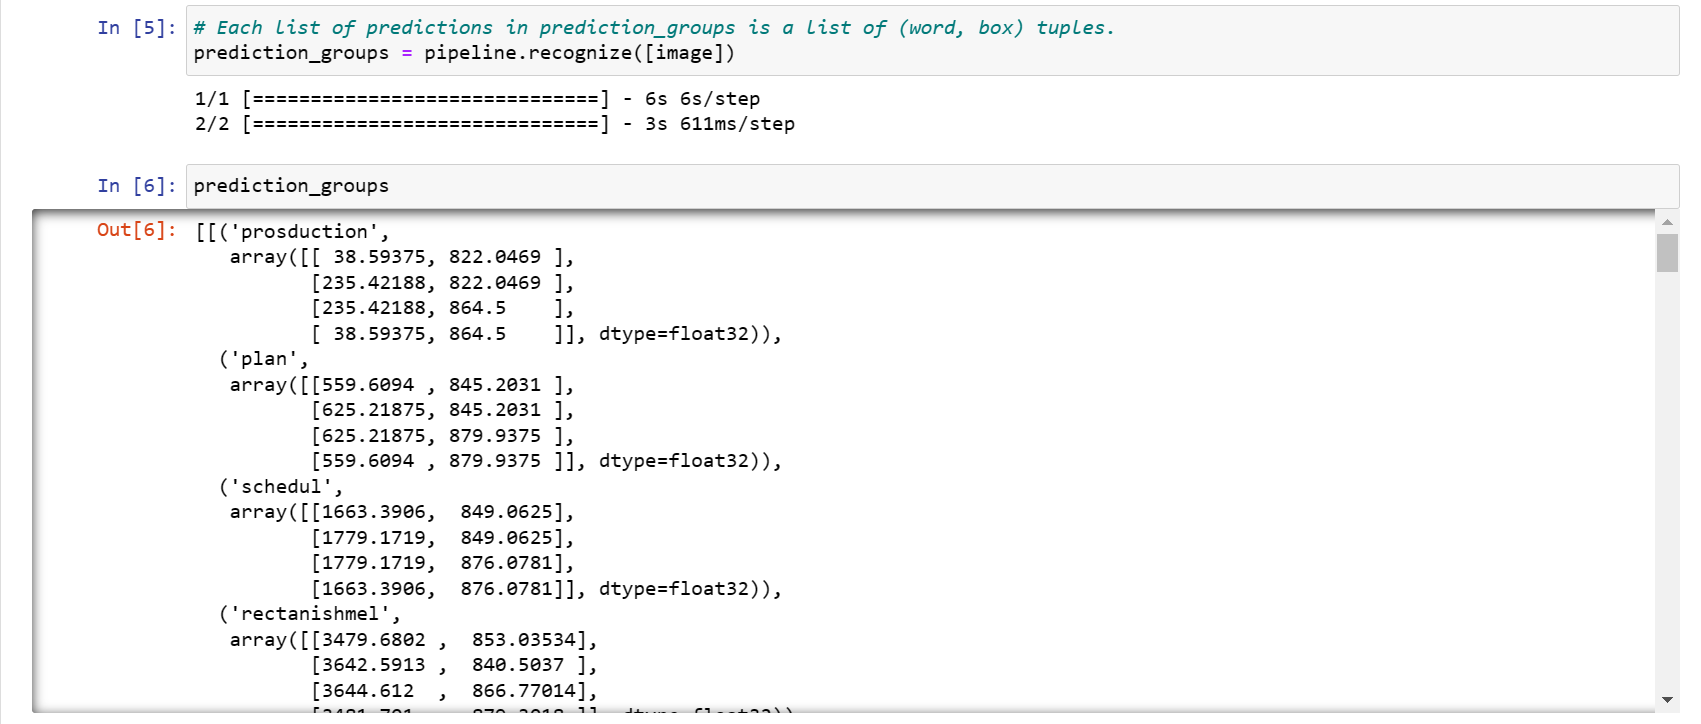 In [5]: # Each list of predictions in prediction_groups is a list of (word, box) tuples.
prediction_groups = pipeline.recognize([image])
1/1 [==============================] - 6s 6s/step
2/2 [==============================] - 3s 611ms/step
In [6]: prediction_groups
Out[6]: [[('prosduction',
array([[ 38.59375, 822.0469 ],
[235.42188, 822.0469 ],
[235.42188, 864.5    ],
[ 38.59375, 864.5    ]], dtype=float32)),
('plan',
array([[559.6094 , 845.2031 ],
[625.21875, 845.2031 ],
[625.21875, 879.9375 ],
[559.6094 , 879.9375 ]], dtype=float32)),
('schedul',
array([[1663.3906,  849.0625],
[1779.1719,  849.0625],
[1779.1719,  876.0781],
[1663.3906,  876.0781]], dtype=float32)),
('rectanishmel',
array([[3479.6802 ,  853.03534],
[3642.5913 ,  840.5037 ],
[3644.612  ,  866.77014],